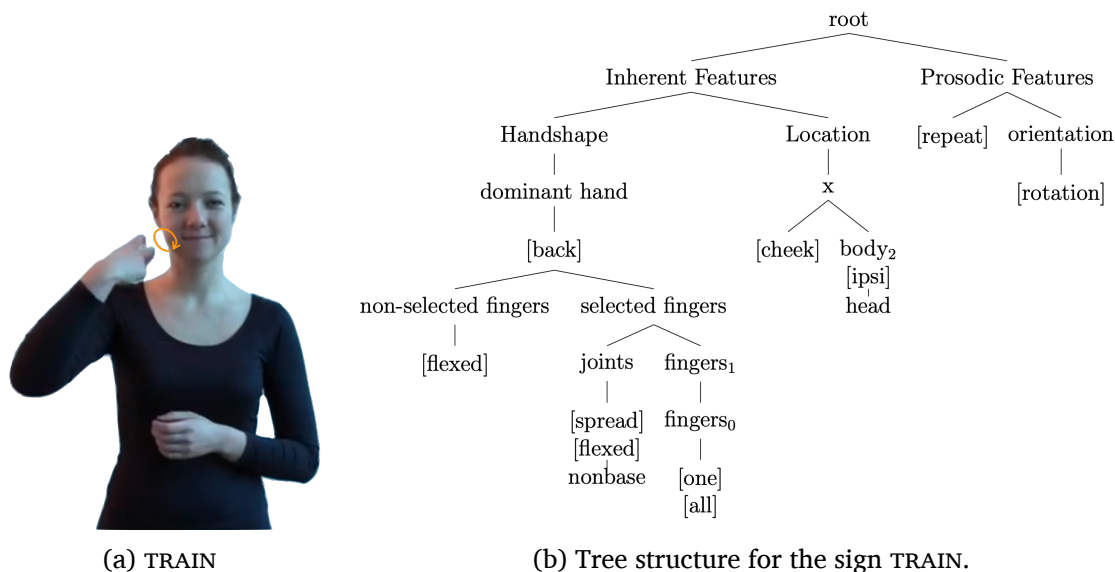 root
Inherent Features Prosodic Features
Handshape Location [repeat] orientation
dominant hand x [rotation]
[back] [cheek] body₂
[ipsi]
non-selected fingers selected fingers head
[flexed] joints fingers₁
[spread] fingers₀
[flexed]
nonbase [one]
[all]
(a) TRAIN (b) Tree structure for the sign TRAIN.